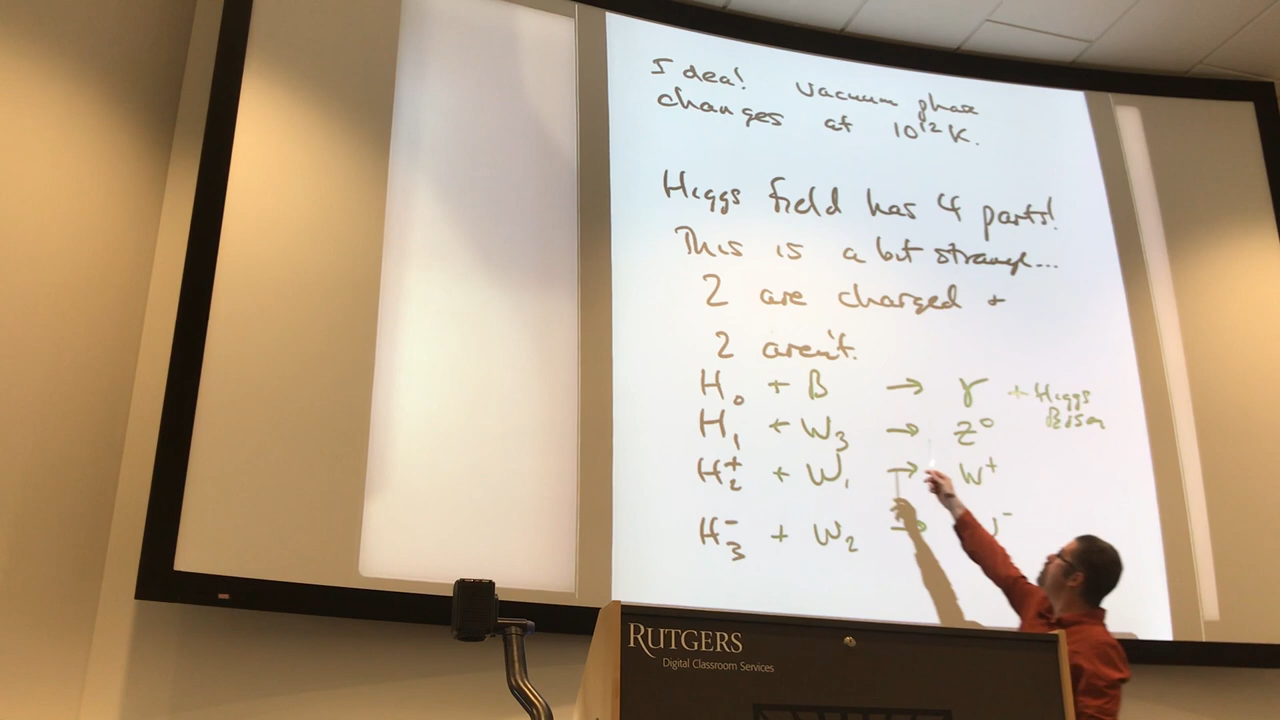 Idea! Vacuum phase
changes at 10¹² K.
Higgs field has 4 parts!
This is a bit strange...
2 are charged +
2 aren't.
H₀ + B → γ + Higgs Boson
H₁ + W₃ → Z⁰
H₂⁺ + W₁ → W⁺
H₃⁻ + W₂ → ⁻
RUTGERS
Digital Classroom Services